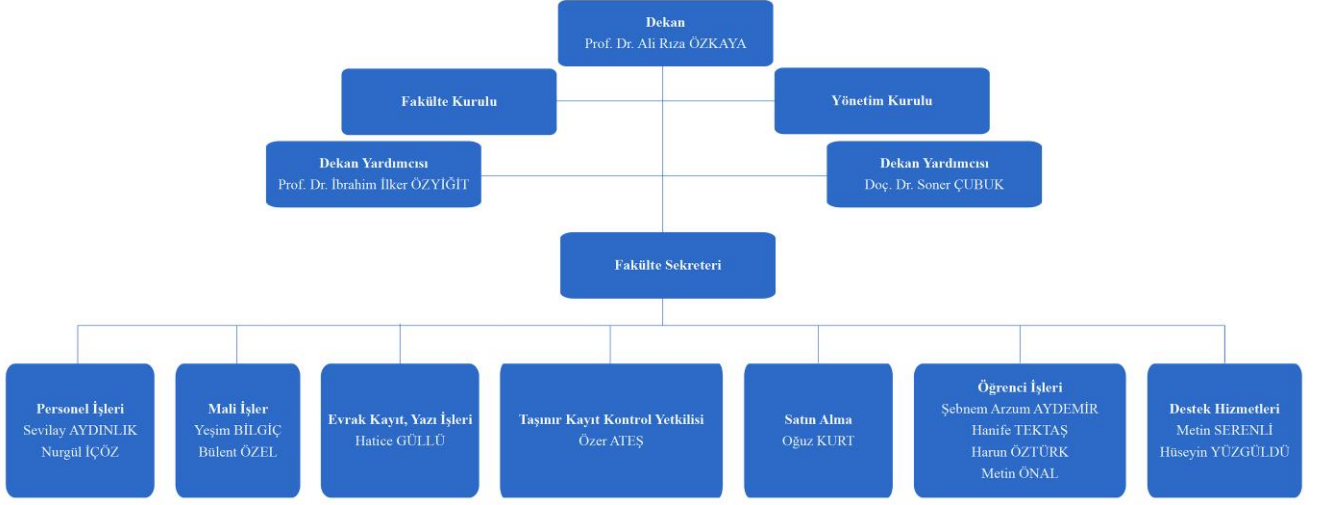 Dekan
Prof. Dr. Ali Rıza ÖZKAYA
Fakülte Kurulu
Yönetim Kurulu
Dekan Yardımcısı
Prof. Dr. İbrahim İlker ÖZYİĞİT
Dekan Yardımcısı
Doç. Dr. Soner ÇUBUK
Fakülte Sekreteri
Personel İşleri
Sevilay AYDINLIK
Nurgül İÇÖZ
Mali İşler
Yeşim BİLGİÇ
Bülent ÖZEL
Evrak Kayıt, Yazı İşleri
Hatice GÜLLÜ
Taşınır Kayıt Kontrol Yetkilisi
Özer ATEŞ
Satın Alma
Oğuz KURT
Öğrenci İşleri
Şebnem Arzum AYDEMİR
Hanife TEKTAŞ
Harun ÖZTÜRK
Metin ÖNAL
Destek Hizmetleri
Metin SERENLİ
Hüseyin YÜZGÜLDÜ